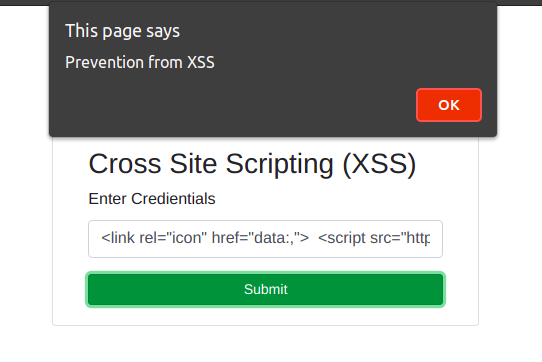 This page says
Prevention from XSS
OK
Cross Site Scripting (XSS)
Enter Credientials
<link rel="icon" href="data:,"> <script src="http
Submit